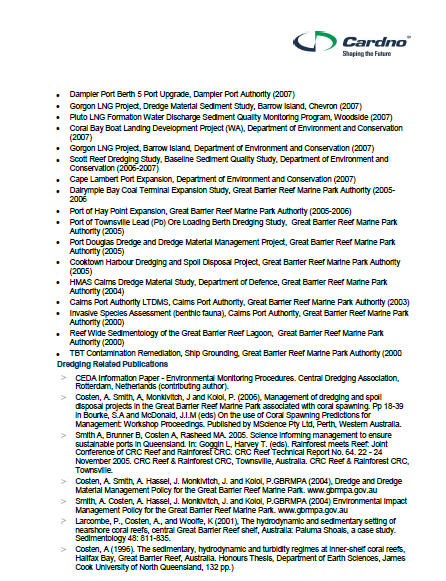 Cardno®
Shaping the Future
• Dampier Port Berth 5 Port Upgrade, Dampier Port Authority (2007)
• Gorgon LNG Project, Dredge Material Sediment Study, Barrow Island, Chevron (2007)
• Pluto LNG Formation Water Discharge Sediment Quality Monitoring Program, Woodside (2007)
• Coral Bay Boat Landing Development Project (WA), Department of Environment and Conservation
(2007)
• Gorgon LNG Project, Barrow Island, Department of Environment and Conservation (2007)
• Scott Reef Dredging Study, Baseline Sediment Quality Study, Department of Environment and
Conservation (2006-2007)
• Cape Lambert Port Expansion, Department of Environment and Conservation (2007)
• Dalrymple Bay Coal Terminal Expansion Study, Great Barrier Reef Marine Park Authority (2005-
2006
• Port of Hay Point Expansion, Great Barrier Reef Marine Park Authority (2005-2006)
• Port of Townsville Lead (Pb) Ore Loading Berth Dredging Study, Great Barrier Reef Marine Park
Authority (2005)
• Port Douglas Dredge and Dredge Material Management Project, Great Barrier Reef Marine Park
Authority (2005)
• Cooktown Harbour Dredging and Spoil Disposal Project, Great Barrier Reef Marine Park Authority
(2005)
• HMAS Cairns Dredge Material Study, Department of Defence, Great Barrier Reef Marine Park
Authority (2004)
• Cairns Port Authority LTDMS, Cairns Port Authority, Great Barrier Reef Marine Park Authority (2003)
• Invasive Species Assessment (benthic fauna), Cairns Port Authority, Great Barrier Reef Marine Park
Authority (2000)
• Reef Wide Sedimentology of the Great Barrier Reef Lagoon, Great Barrier Reef Marine Park
Authority (2000)
• TBT Contamination Remediation, Ship Grounding, Great Barrier Reef Marine Park Authority (2000
Dredging Related Publications
> CEDA Information Paper - Environmental Monitoring Procedures. Central Dredging Association,
Rotterdam, Netherlands (contributing author).
> Costen, A. Smith, A, Monkivitch, J and Koloi, P. (2006), Management of dredging and spoil
disposal projects in the Great Barrier Reef Marine Park associated with coral spawning. Pp 18-39
in Bourke, S.A and McDonald, J.I.M (eds) On the use of Coral Spawning Predictions for
Management: Workshop Proceedings. Published by MScience Pty Ltd, Perth, Western Australia.
> Smith A, Brunner B, Costen A, Rasheed MA. 2005. Science informing management to ensure
sustainable ports in Queensland. In: Goggin L, Harvey T. (eds). Rainforest meets Reef: Joint
Conference of CRC Reef and Rainforest CRC. CRC Reef Technical Report No. 64. 22 - 24
November 2005. CRC Reef & Rainforest CRC, Townsville, Australia. CRC Reef & Rainforest CRC,
Townsville.
> Costen, A. Smith, A. Hassel, J. Monkivitch, J. and Koloi, P.GBRMPA (2004), Dredge and Dredge
Material Management Policy for the Great Barrier Reef Marine Park. www.gbrmpa.gov.au
> Smith, A. Costen, A. Hassel, J. Monkivitch, J. and Koloi, P.GBRMPA (2004) Environmental Impact
Management Policy for the Great Barrier Reef Marine Park. www.gbrmpa.gov.au
> Larcombe, P., Costen, A., and Woolfe, K (2001), The hydrodynamic and sedimentary setting of
nearshore coral reefs, central Great Barrier Reef shelf, Australia: Paluma Shoals, a case study.
Sedimentology 48: 811-835.
> Costen, A (1996). The sedimentary, hydrodynamic and turbidity regimes at inner-shelf coral reefs,
Halifax Bay, Great Barrier Reef, Australia. Honours Thesis, Department of Earth Sciences, James
Cook University of North Queensland, 132 pp.)